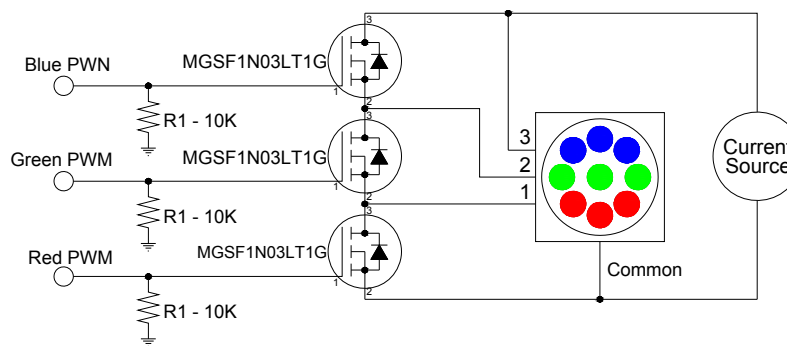 3
MGSF1N03LT1G
Blue PWN
1
2
R1 - 10K
3
MGSF1N03LT1G
Green PWM
1
2
R1 - 10K
3
MGSF1N03LT1G
Red PWM
1
2
R1 - 10K
3
2
1
Common
Current
Source